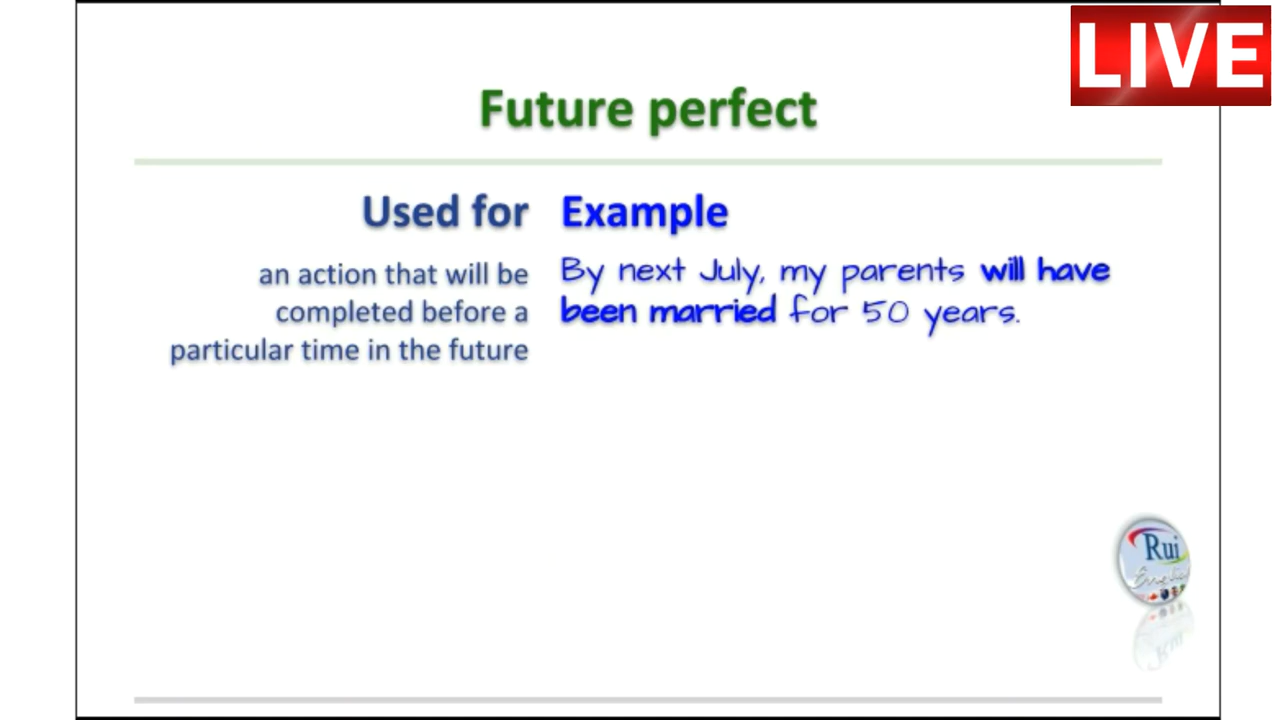 LIVE
Future perfect
Used for
an action that will be
completed before a
particular time in the future
Example
By next July, my parents will have
been married for 50 years.
Rui
English